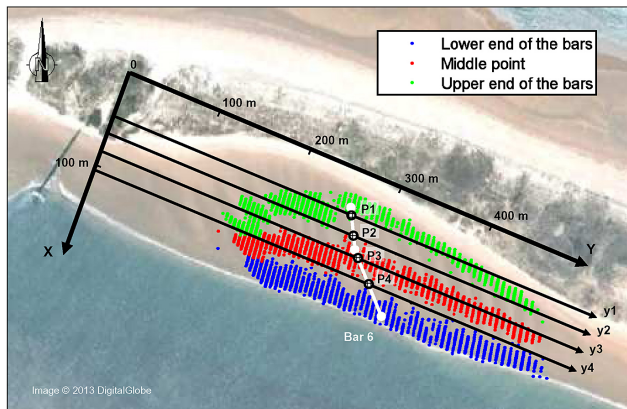 Lower end of the bars
Middle point
Upper end of the bars
0
100 m
200 m
300 m
400 m
100 m
X
Y
P1
P2
P3
P4
y1
y2
y3
y4
Bar 6
Image © 2013 DigitalGlobe